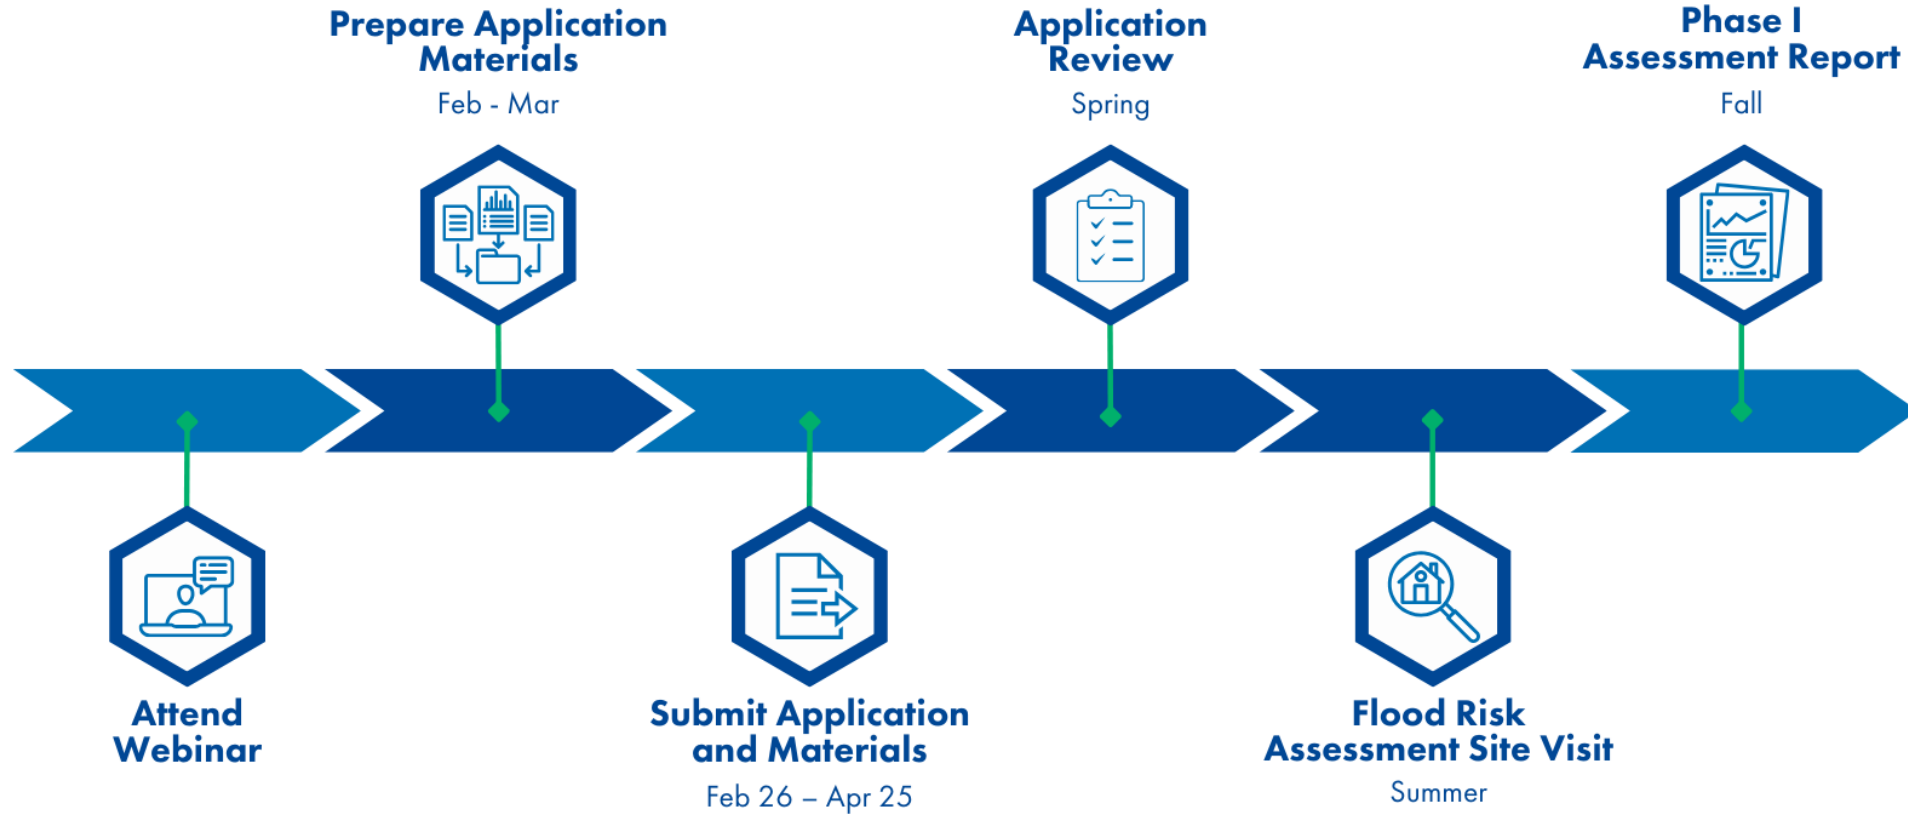 Prepare Application
Materials
Feb - Mar
Application
Review
Spring
Phase I
Assessment Report
Fall
Attend
Webinar
Submit Application
and Materials
Feb 26 – Apr 25
Flood Risk
Assessment Site Visit
Summer